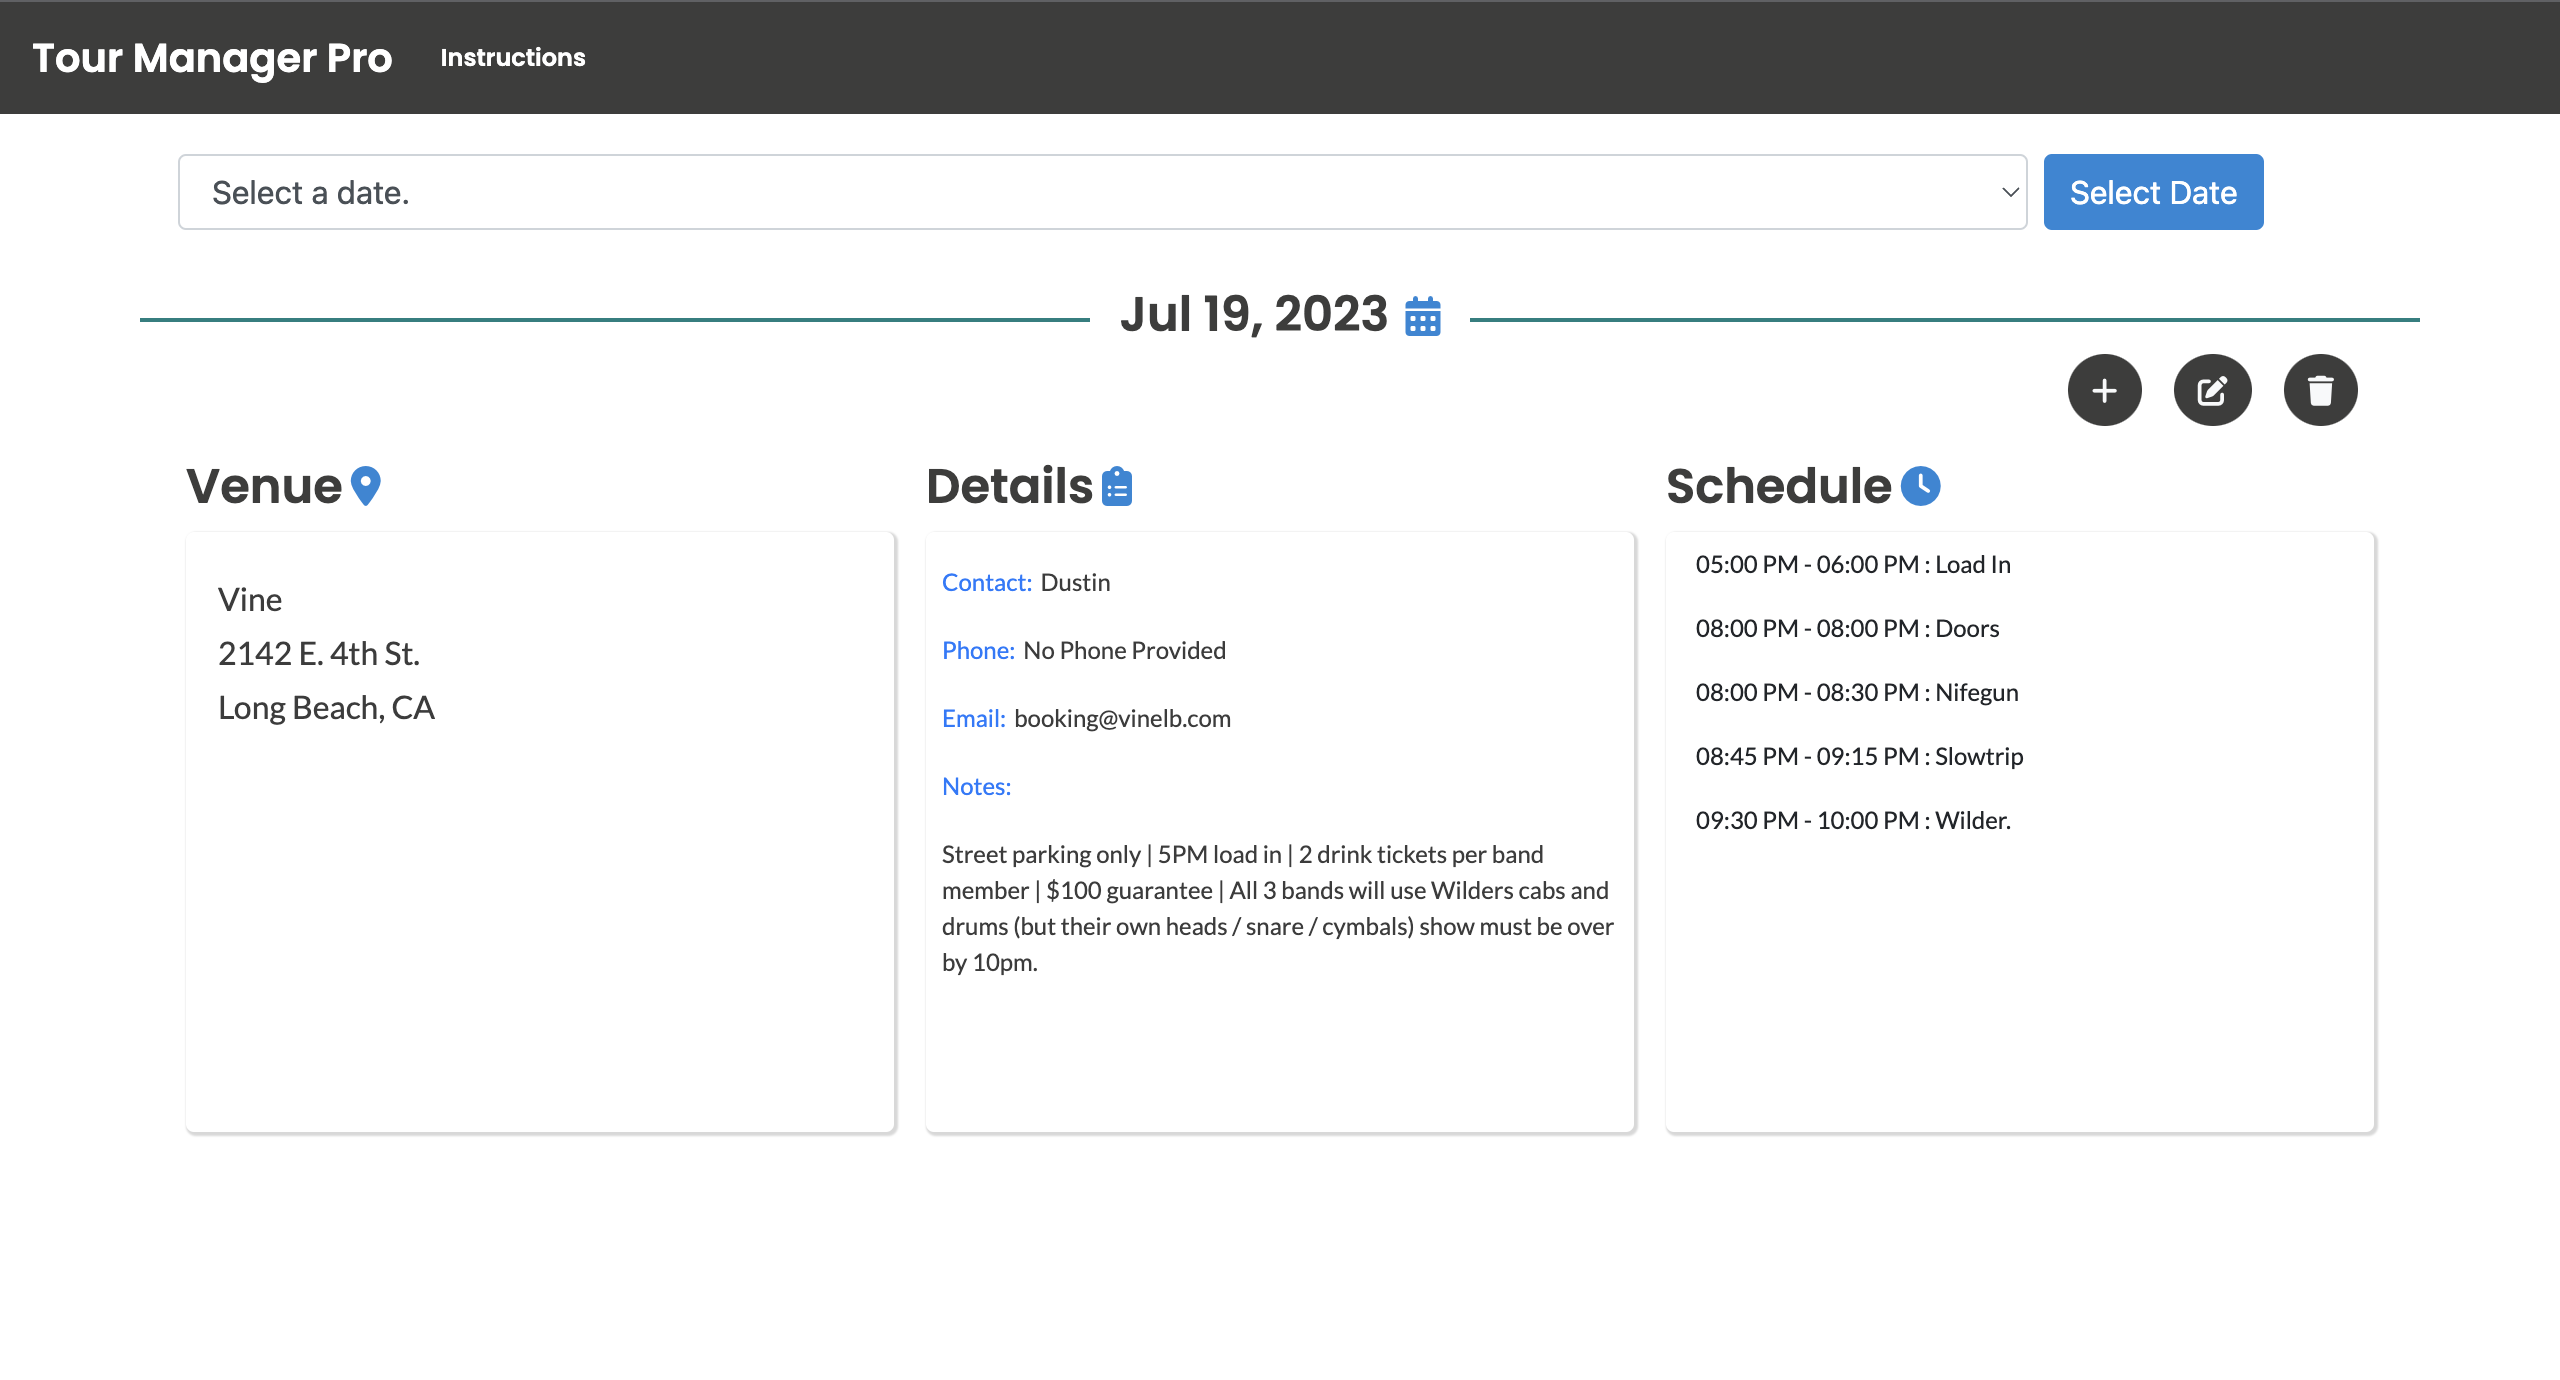 Tour Manager Pro Instructions
Select a date. Select Date
Jul 19, 2023
Venue
Vine
2142 E. 4th St.
Long Beach, CA
Details
Contact: Dustin
Phone: No Phone Provided
Email: booking@vinelb.com
Notes:
Street parking only | 5PM load in | 2 drink tickets per band
member | $100 guarantee | All 3 bands will use Wilders cabs and
drums (but their own heads / snare / cymbals) show must be over
by 10pm.
Schedule
05:00 PM - 06:00 PM : Load In
08:00 PM - 08:00 PM : Doors
08:00 PM - 08:30 PM : Nifegun
08:45 PM - 09:15 PM : Slowtrip
09:30 PM - 10:00 PM : Wilder.